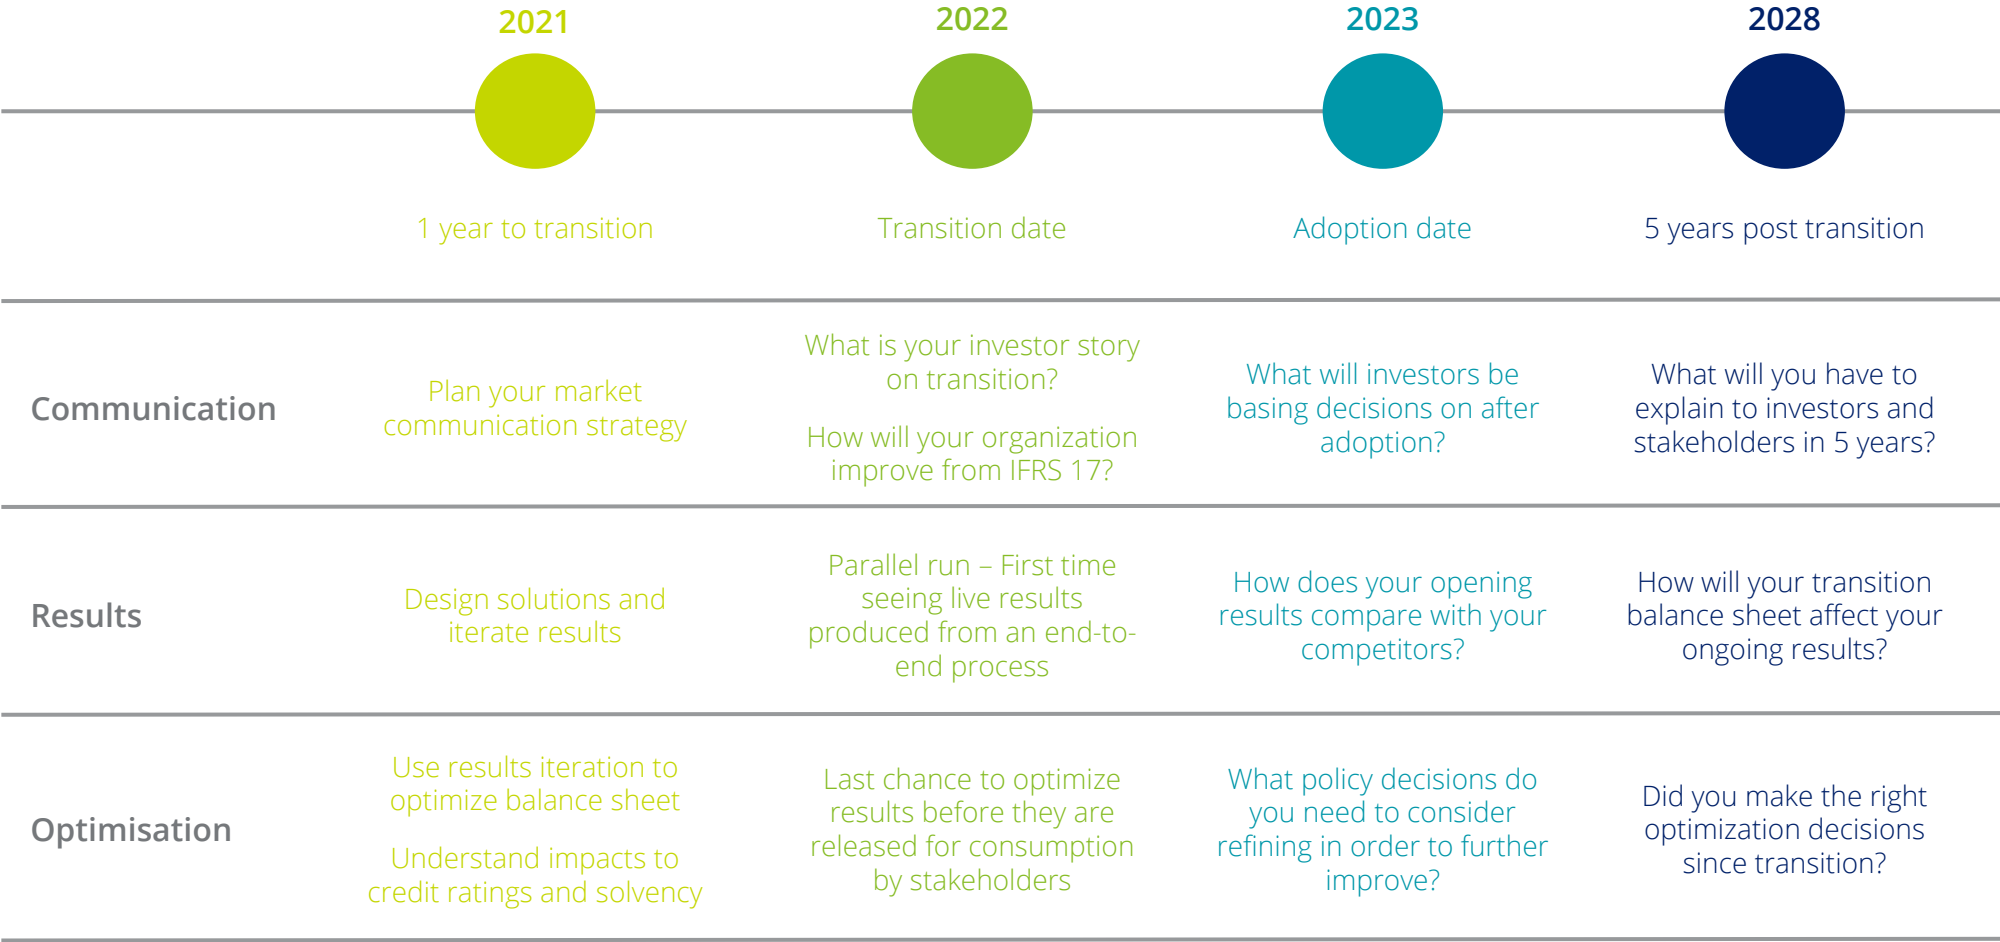 2021
2022
2023
2028
1 year to transition
Transition date
Adoption date
5 years post transition
Communication
Plan your market
communication strategy
What is your investor story
on transition?
How will your organization
improve from IFRS 17?
What will investors be
basing decisions on after
adoption?
What will you have to
explain to investors and
stakeholders in 5 years?
Results
Design solutions and
iterate results
Parallel run – First time
seeing live results
produced from an end-to-
end process
How does your opening
results compare with your
competitors?
How will your transition
balance sheet affect your
ongoing results?
Optimisation
Use results iteration to
optimize balance sheet
Understand impacts to
credit ratings and solvency
Last chance to optimize
results before they are
released for consumption
by stakeholders
What policy decisions do
you need to consider
refining in order to further
improve?
Did you make the right
optimization decisions
since transition?